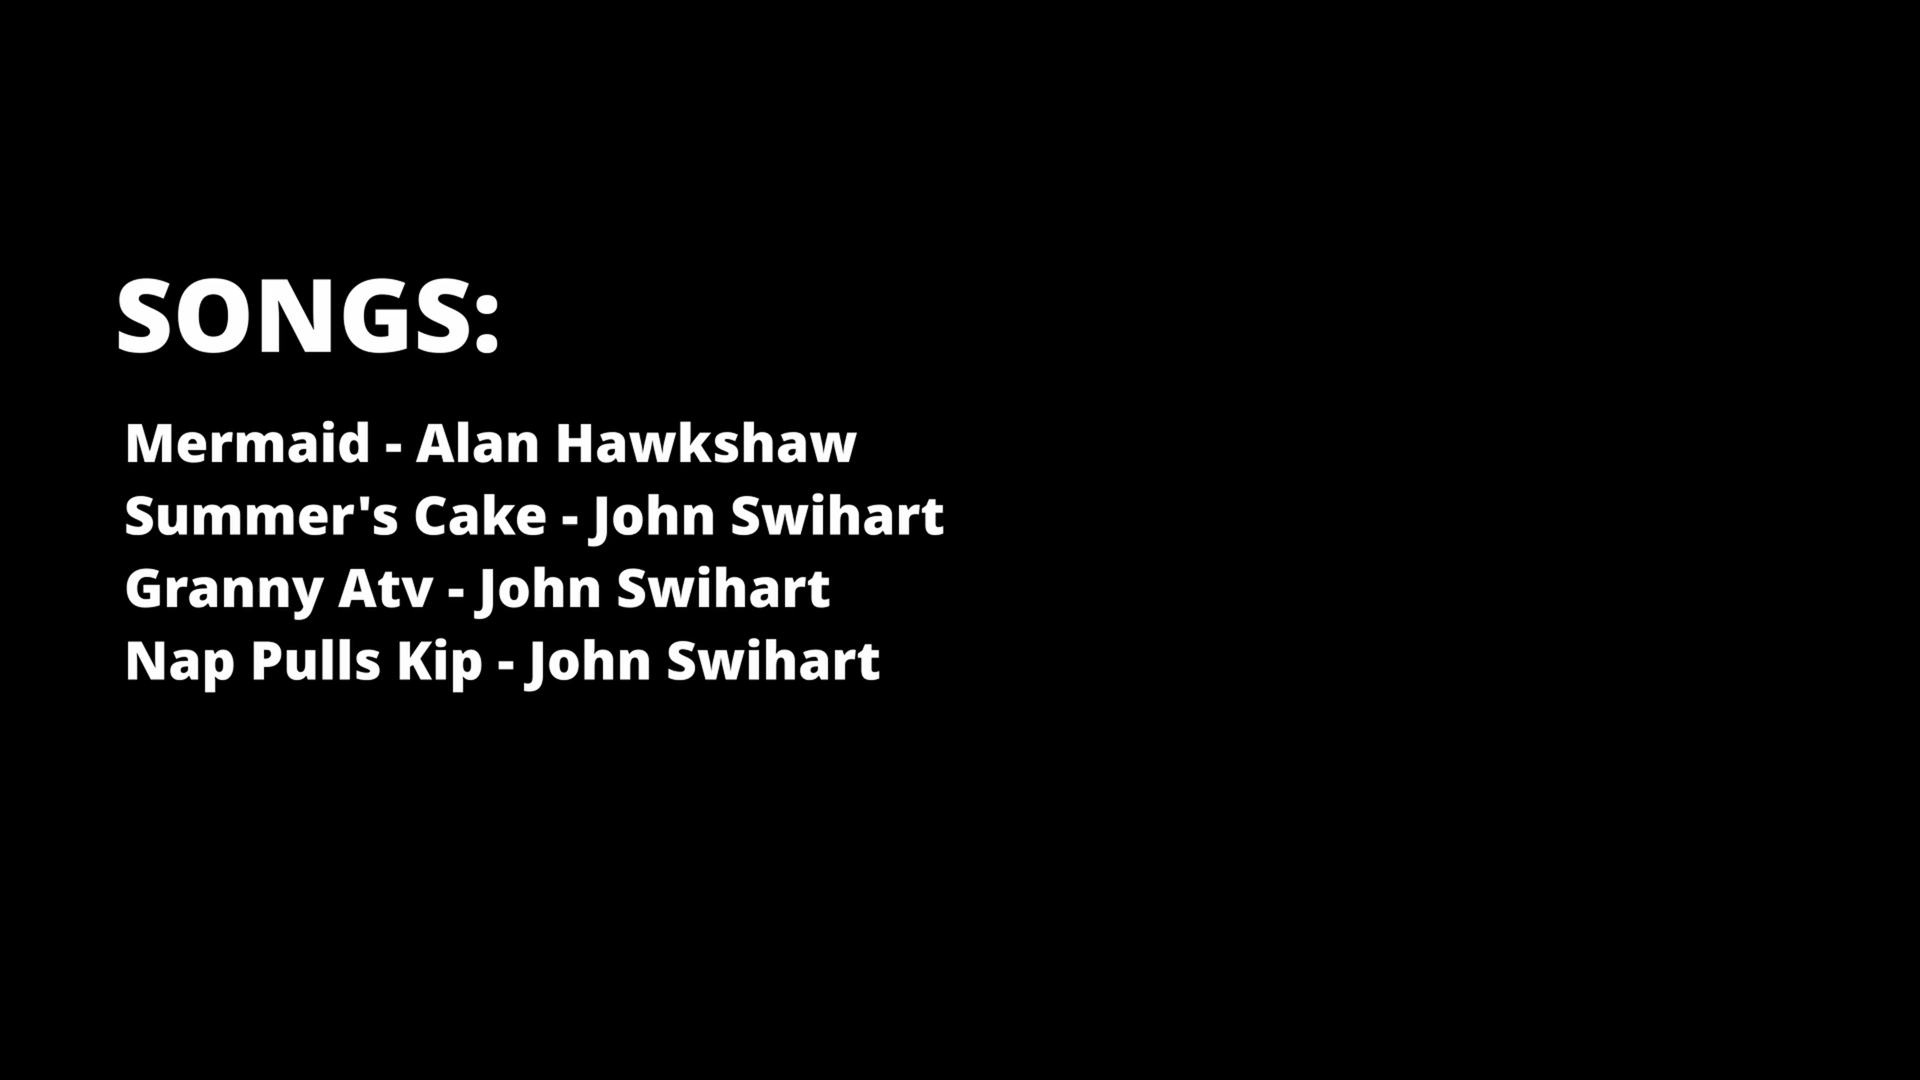 SONGS:
Mermaid - Alan Hawkshaw
Summer's Cake - John Swihart
Granny Atv - John Swihart
Nap Pulls Kip - John Swihart